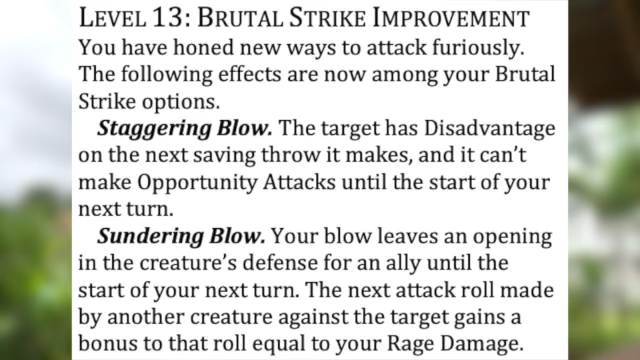 LEVEL 13: BRUTAL STRIKE IMPROVEMENT
You have honed new ways to attack furiously.
The following effects are now among your Brutal
Strike options.
Staggering Blow. The target has Disadvantage
on the next saving throw it makes, and it can't
make Opportunity Attacks until the start of your
next turn.
Sundering Blow. Your blow leaves an opening
in the creature's defense for an ally until the
start of your next turn. The next attack roll made
by another creature against the target gains a
bonus to that roll equal to your Rage Damage.